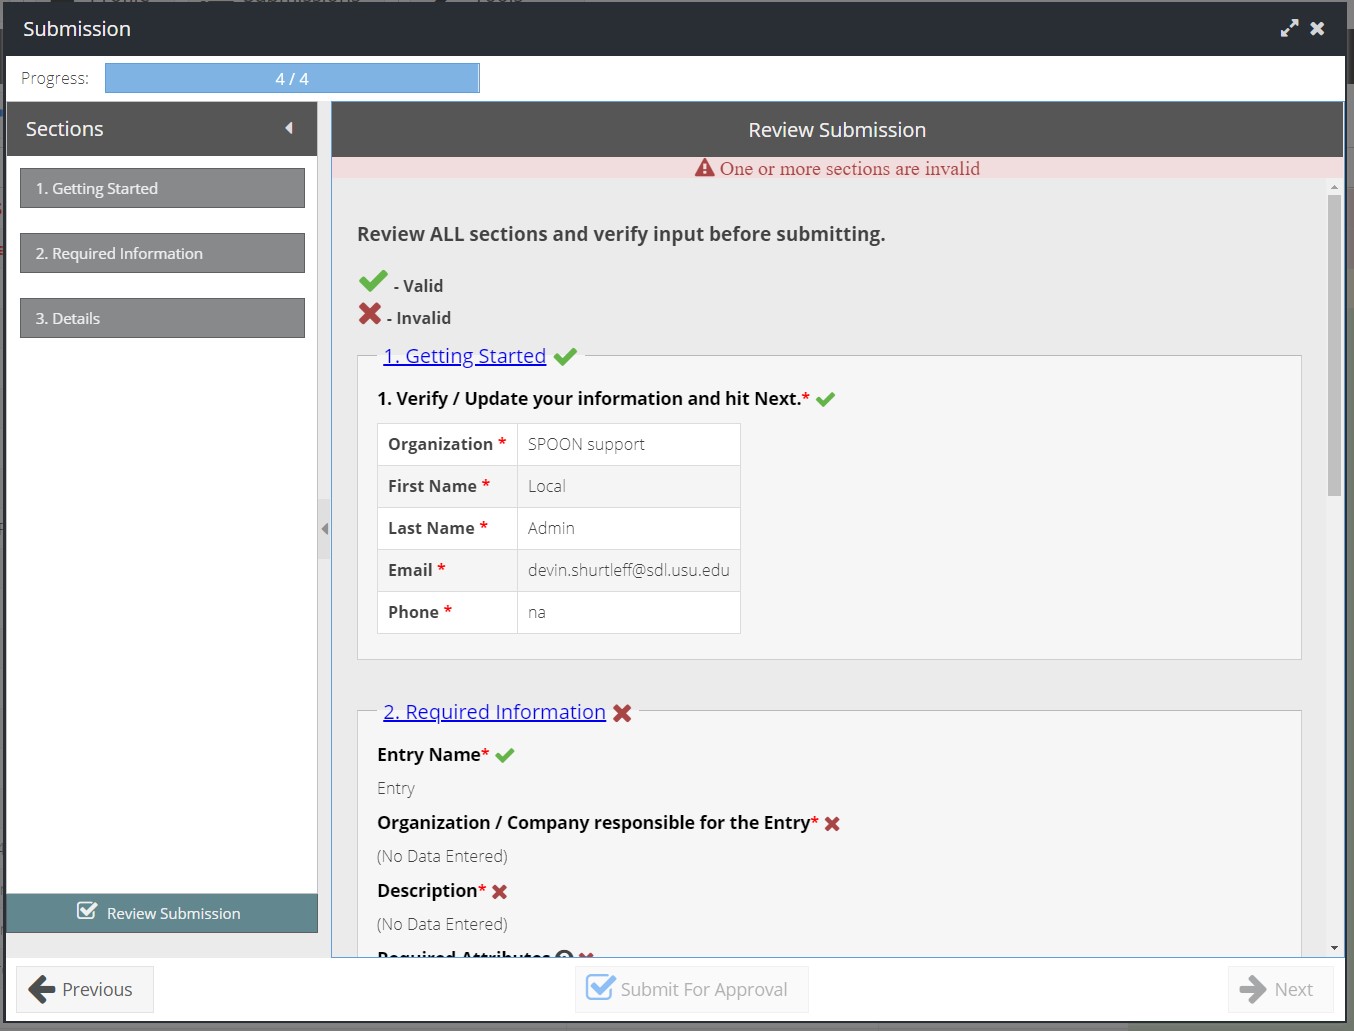 Submission
Progress: 4 / 4
Sections
1. Getting Started
2. Required Information
3. Details
Review Submission
Review Submission
One or more sections are invalid
Review ALL sections and verify input before submitting.
- Valid
- Invalid
1. Getting Started
1. Verify / Update your information and hit Next.*
Organization * SPOON support
First Name * Local
Last Name * Admin
Email * devin.shurtleff@sdl.usu.edu
Phone * na
2. Required Information
Entry Name*
Entry
Organization / Company responsible for the Entry*
(No Data Entered)
Description*
(No Data Entered)
Required Attributes
Previous
Submit For Approval
Next